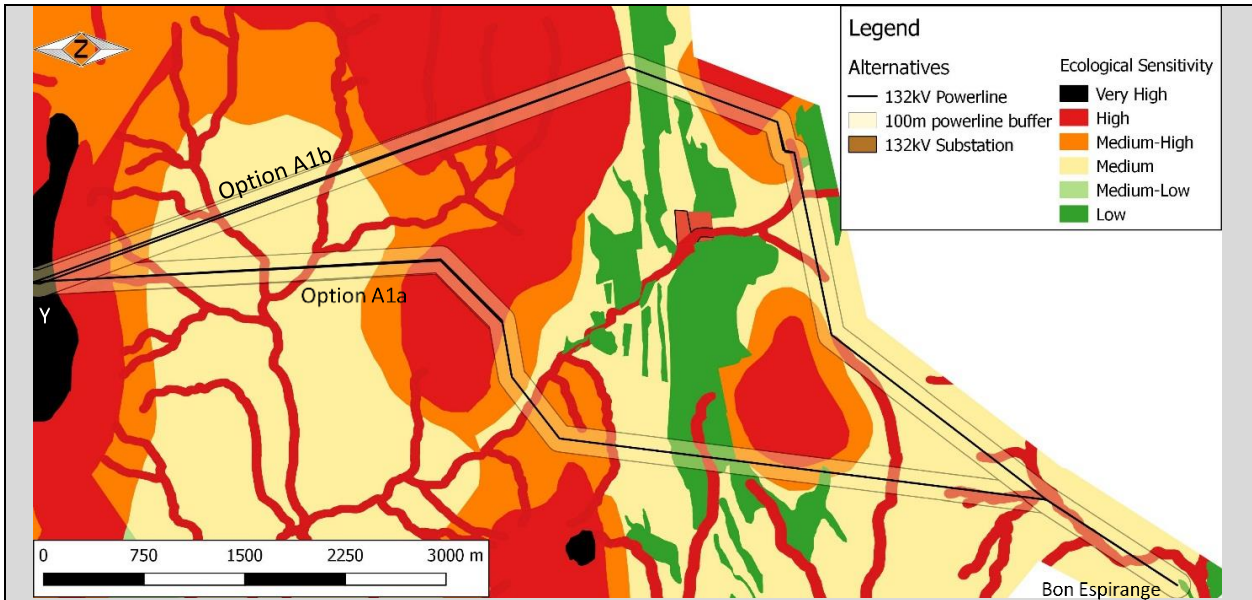 Z
Legend
Alternatives
132kV Powerline
100m powerline buffer
132kV Substation
Ecological Sensitivity
Very High
High
Medium-High
Medium
Medium-Low
Low
Option A1b
Option A1a
Y
0 750 1500 2250 3000 m
Bon Espirange